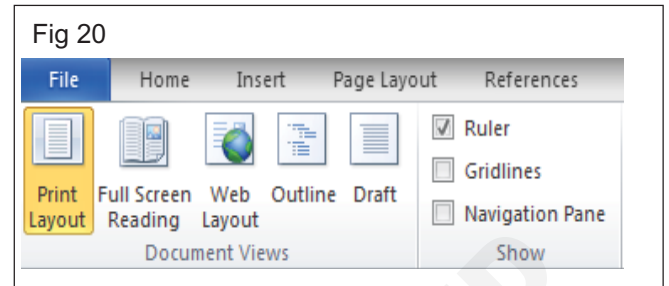 Fig 20
File Home Insert Page Layout References
Print Layout
Full Screen Reading
Web Layout
Outline
Draft
Ruler
Gridlines
Navigation Pane
Document Views
Show